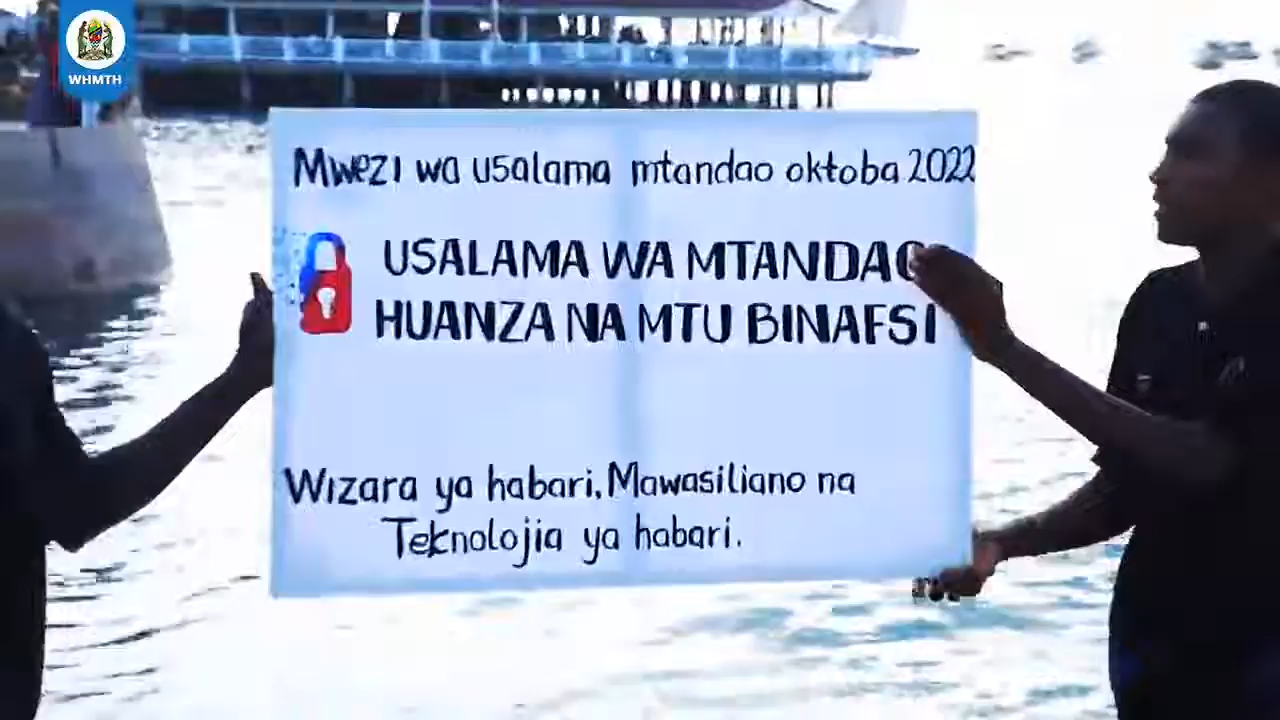 WHMTH
Mwezi wa usalama mtandao oktoba 2022
USALAMA WA MTANDAO
HUANZA NA MTU BINAFSI
Wizara ya habari, Mawasiliano na
Teknolojia ya habari.